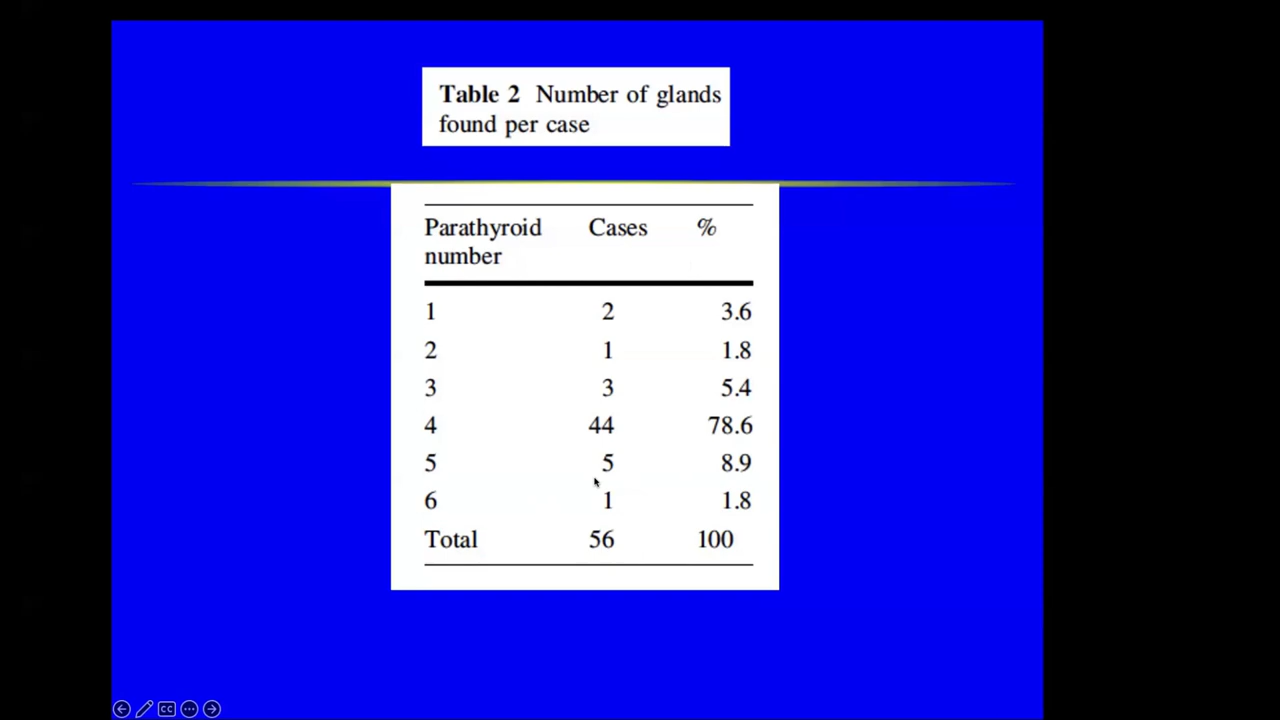 Table 2 Number of glands
found per case
Parathyroid number Cases %
1 2 3.6
2 1 1.8
3 3 5.4
4 44 78.6
5 5 8.9
6 1 1.8
Total 56 100
CC